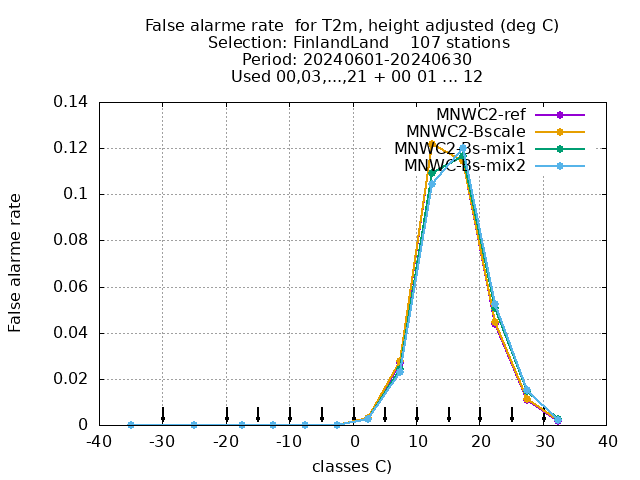 False alarme rate  for T2m, height adjusted (deg C)
Selection: FinlandLand    107 stations
Period: 20240601-20240630
Used 00,03,...,21 + 00 01 ... 12
MNWC2-ref
MNWC2-Bscale
MNWC2-Bs-mix1
MNWC-Bs-mix2
False alarme rate
0.14
0.12
0.1
0.08
0.06
0.04
0.02
0
-40 -30 -20 -10 0 10 20 30 40
classes C)